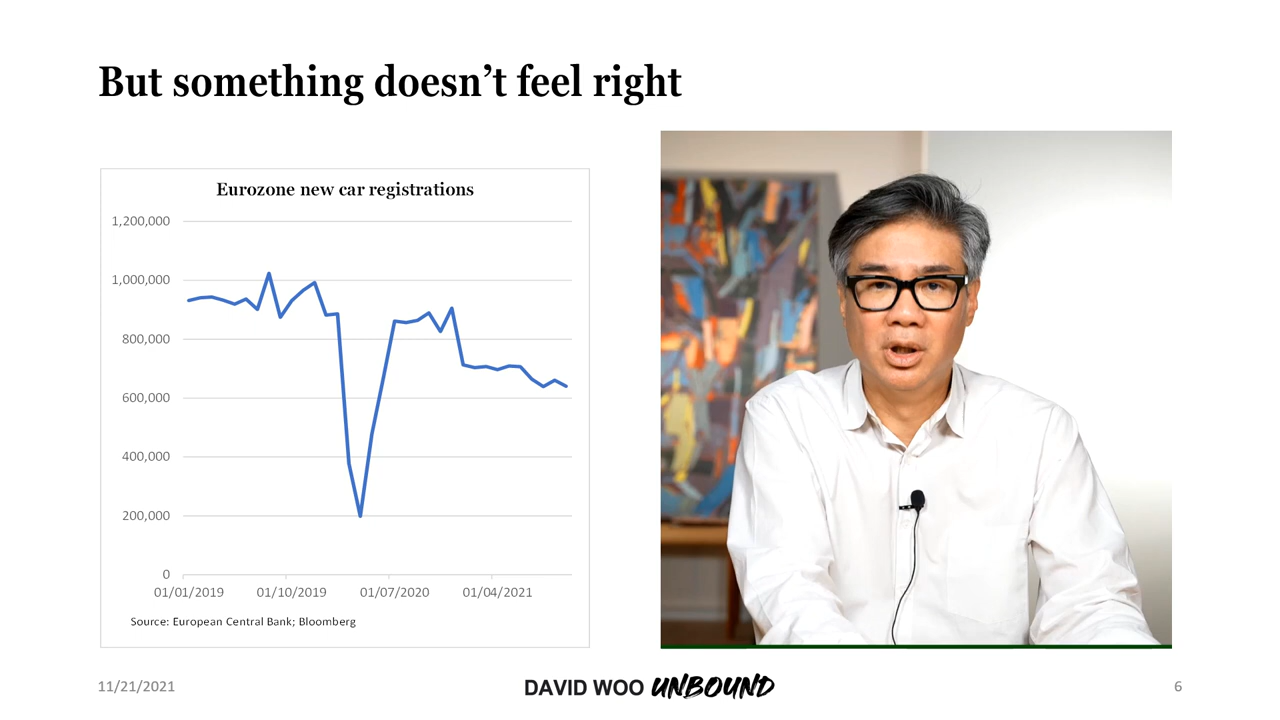 But something doesn’t feel right
Eurozone new car registrations
1,200,000
1,000,000
800,000
600,000
400,000
200,000
0
01/01/2019 01/10/2019 01/07/2020 01/04/2021
Source: European Central Bank; Bloomberg
11/21/2021 DAVID WOO UNBOUND 6